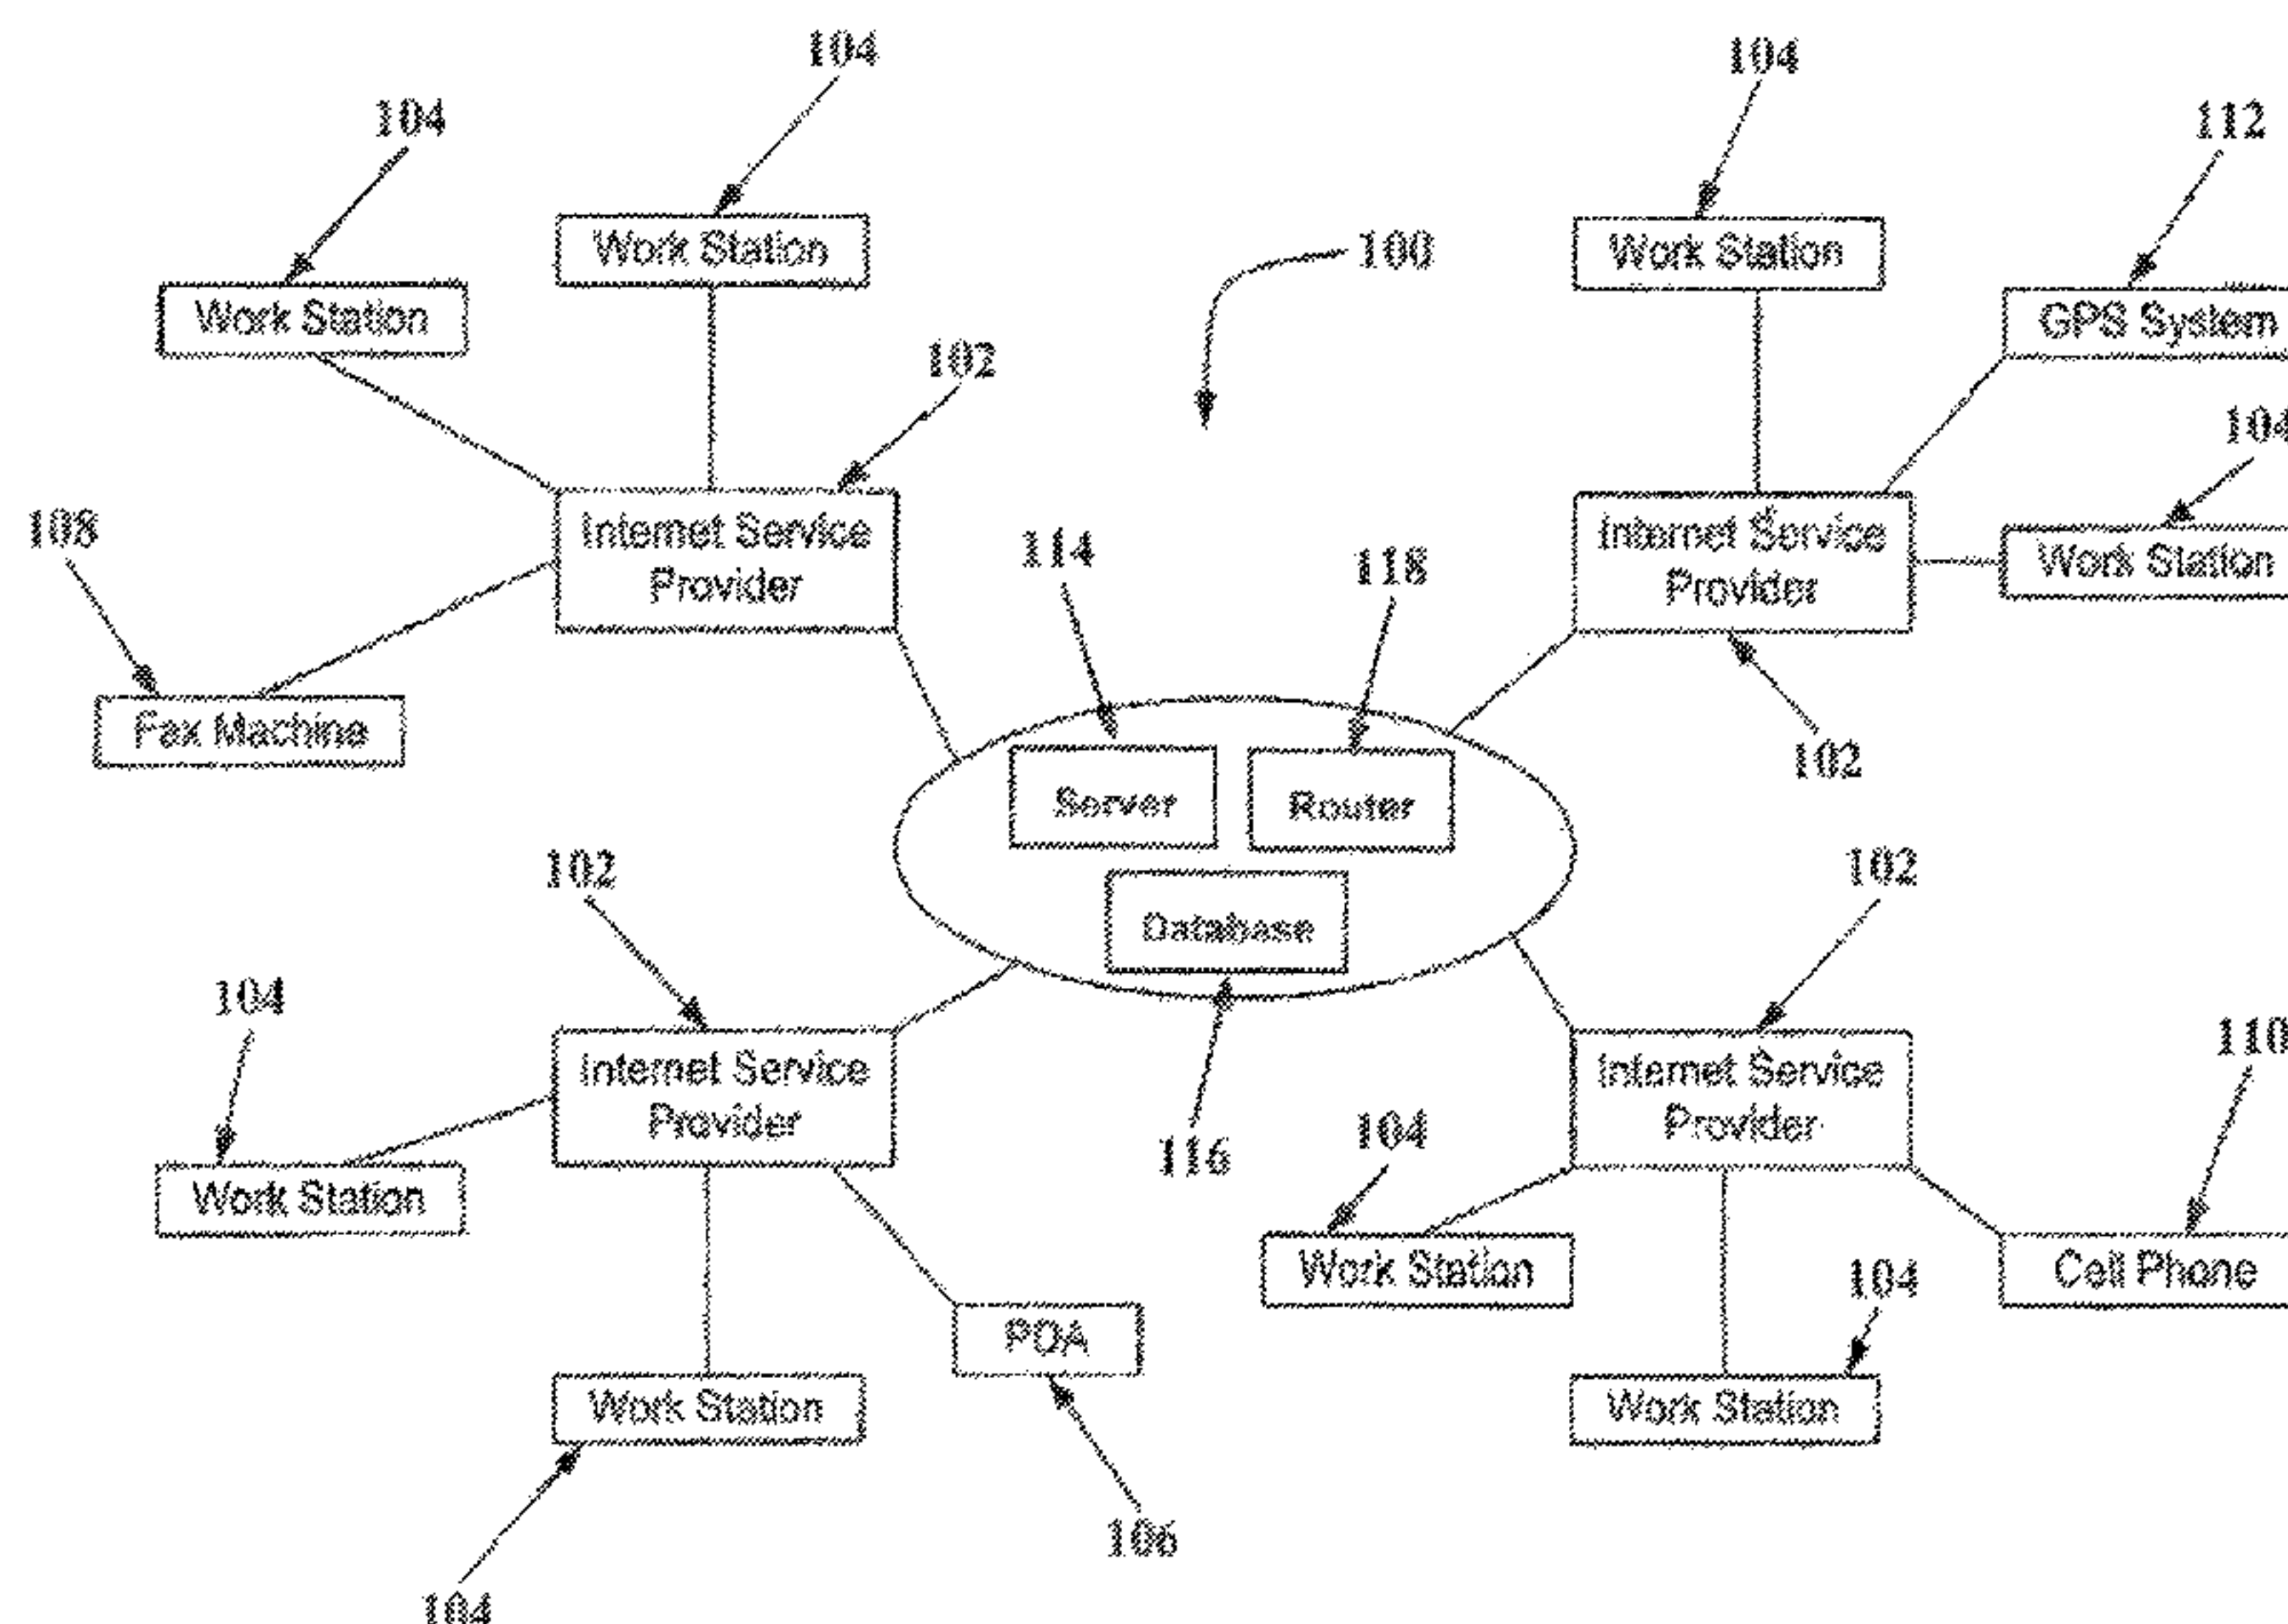 104
104
104
112
Work Station
100
Work Station
Work Station
GPS System
102
104
108
Internet Service
Provider
114
118
Internet Service
Provider
Work Station
Fax Machine
102
Server
Router
102
102
Database
104
110
Internet Service
Provider
116
104
Internet Service
Provider
Work Station
Work Station
104
Cell Phone
PDA
Work Station
Work Station
106
104